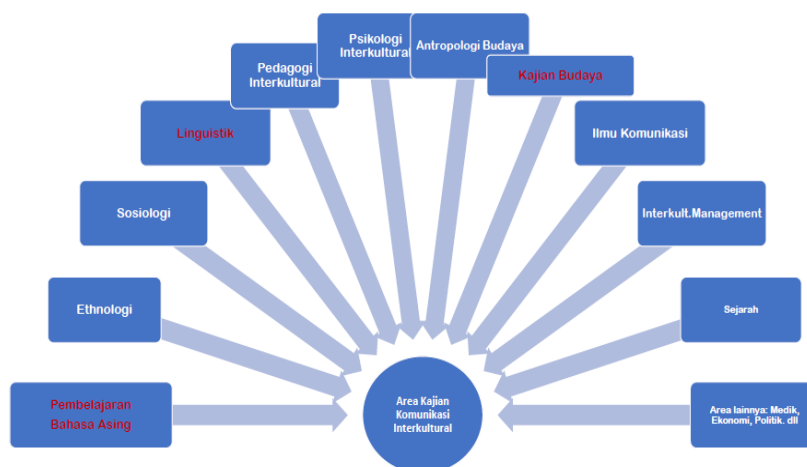 Psikologi
Interkultural
Antropologi Budaya
Pedagogi
Interkultural
Kajian Budaya
Linguistik
Ilmu Komunikasi
Sosiologi
Interkult.Management
Ethnologi
Sejarah
Pembelajaran
Bahasa Asing
Area Kajian
Komunikasi
Interkultural
Area lainnya: Medik,
Ekonomi, Politik. dll